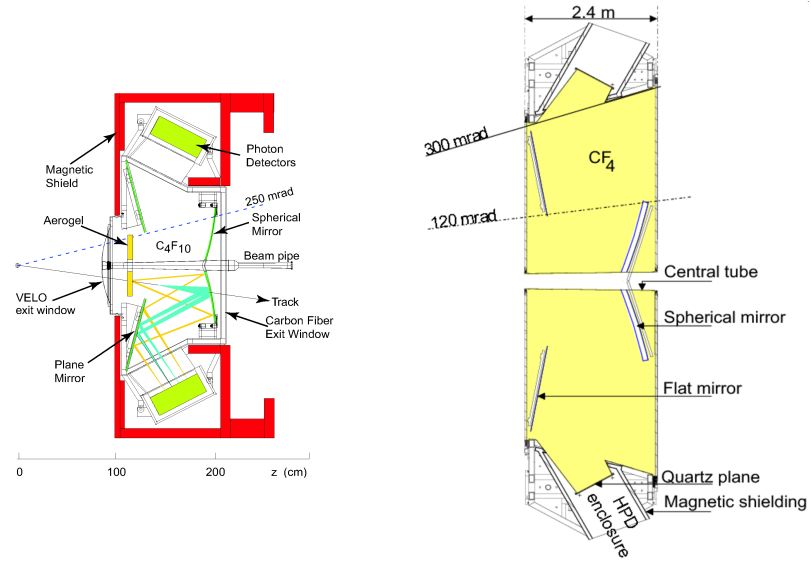 Magnetic
Shield
Photon
Detectors
250 mrad
Aerogel
C4F10
Spherical
Mirror
Beam pipe
VELO
exit window
Track
Carbon Fiber
Exit Window
Plane
Mirror
0
100
200
z (cm)
2.4 m
300 mrad
CF4
120 mrad
Central tube
Spherical mirror
Flat mirror
Quartz plane
Magnetic shielding
HPD
enclosure